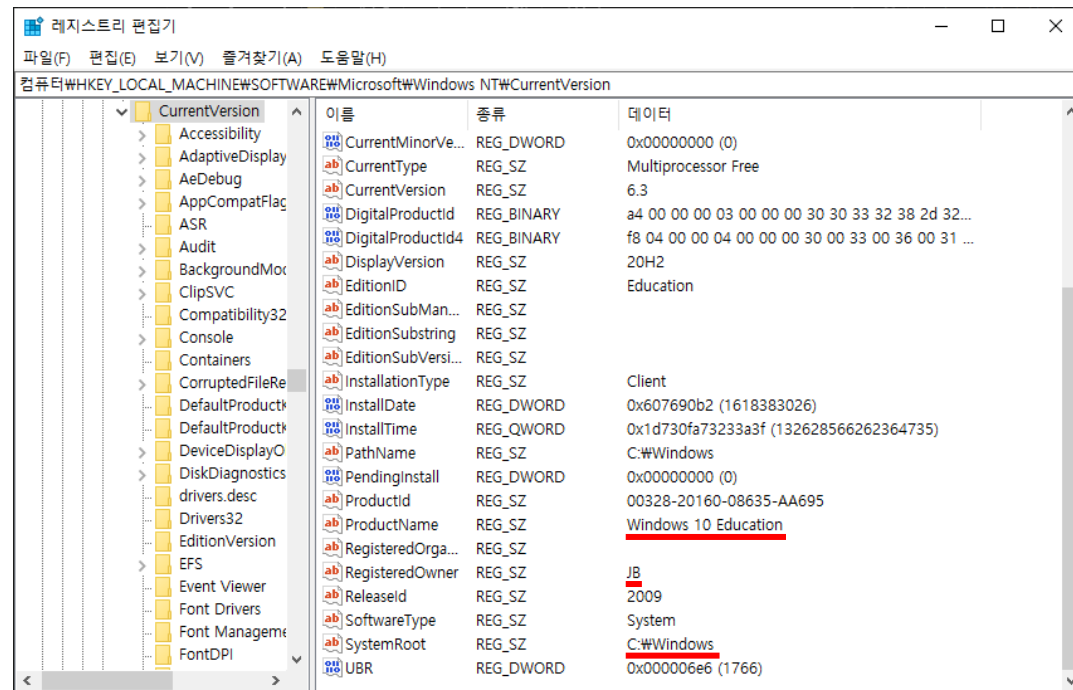 레지스트리 편집기
파일(F) 편집(E) 보기(V) 즐겨찾기(A) 도움말(H)
컴퓨터₩HKEY_LOCAL_MACHINE₩SOFTWARE₩Microsoft₩Windows NT₩CurrentVersion
CurrentVersion
Accessibility
AdaptiveDisplay
AeDebug
AppCompatFlag
ASR
Audit
BackgroundMod
ClipSVC
Compatibility32
Console
Containers
CorruptedFileRe
DefaultProductK
DefaultProductK
DeviceDisplayO
DiskDiagnostics
drivers.desc
Drivers32
EditionVersion
EFS
Event Viewer
Font Drivers
Font Manageme
FontDPI
이름 종류 데이터
CurrentMinorVe... REG_DWORD 0x00000000 (0)
CurrentType REG_SZ Multiprocessor Free
CurrentVersion REG_SZ 6.3
DigitalProductId REG_BINARY a4 00 00 00 03 00 00 00 30 30 33 32 38 2d 32...
DigitalProductId4 REG_BINARY f8 04 00 00 04 00 00 00 30 00 33 00 36 00 31 ...
DisplayVersion REG_SZ 20H2
EditionID REG_SZ Education
EditionSubMan... REG_SZ
EditionSubstring REG_SZ
EditionSubVersi... REG_SZ
InstallationType REG_SZ Client
InstallDate REG_DWORD 0x607690b2 (1618383026)
InstallTime REG_QWORD 0x1d730fa73233a3f (132628566262364735)
PathName REG_SZ C:₩Windows
PendingInstall REG_DWORD 0x00000000 (0)
ProductId REG_SZ 00328-20160-08635-AA695
ProductName REG_SZ Windows 10 Education
RegisteredOrga... REG_SZ
RegisteredOwner REG_SZ JB
ReleaseId REG_SZ 2009
SoftwareType REG_SZ System
SystemRoot REG_SZ C:₩Windows
UBR REG_DWORD 0x000006e6 (1766)